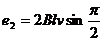 e₂ = 2Blv sin π/2